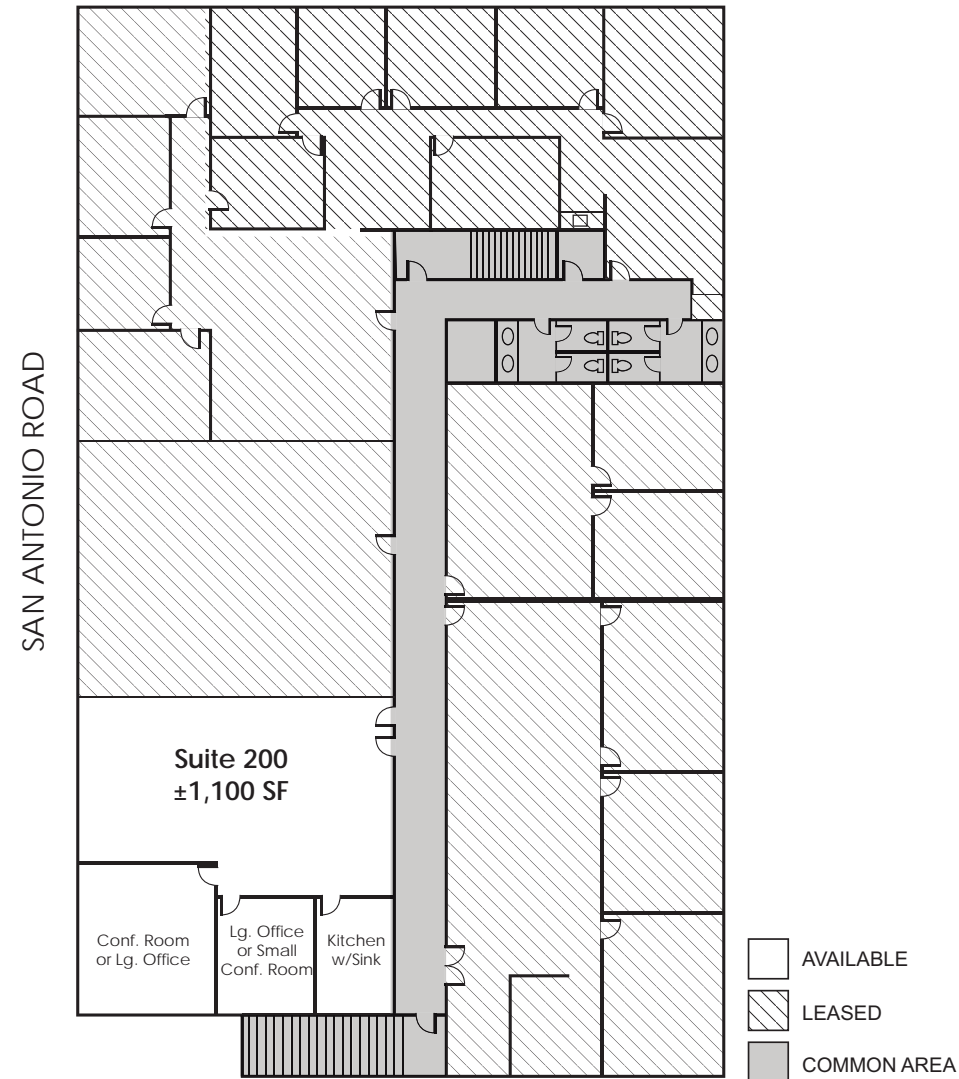 SAN ANTONIO ROAD
Suite 200
±1,100 SF
Conf. Room
or Lg. Office
Lg. Office
or Small
Conf. Room
Kitchen
w/Sink
AVAILABLE
LEASED
COMMON AREA